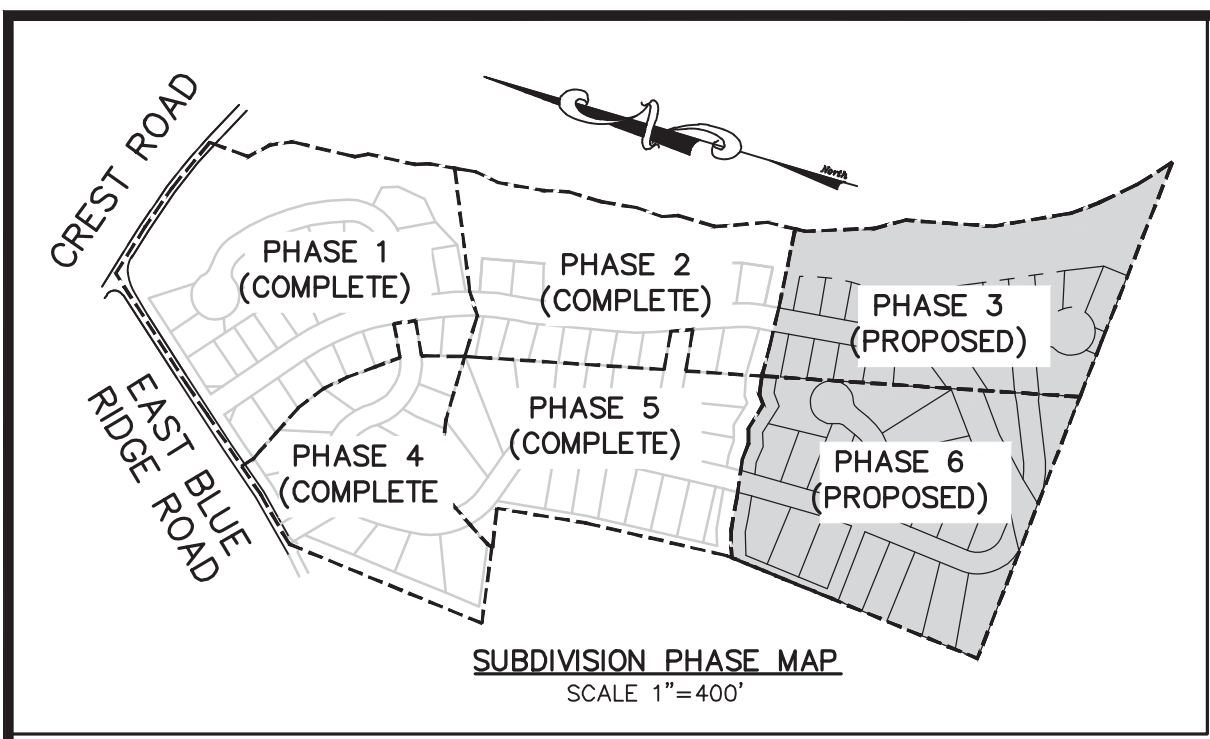 CREST ROAD
North
PHASE 1
(COMPLETE)
PHASE 2
(COMPLETE)
PHASE 3
(PROPOSED)
EAST BLUE
RIDGE ROAD
PHASE 4
(COMPLETE
PHASE 5
(COMPLETE)
PHASE 6
(PROPOSED)
SUBDIVISION PHASE MAP
SCALE 1"=400'